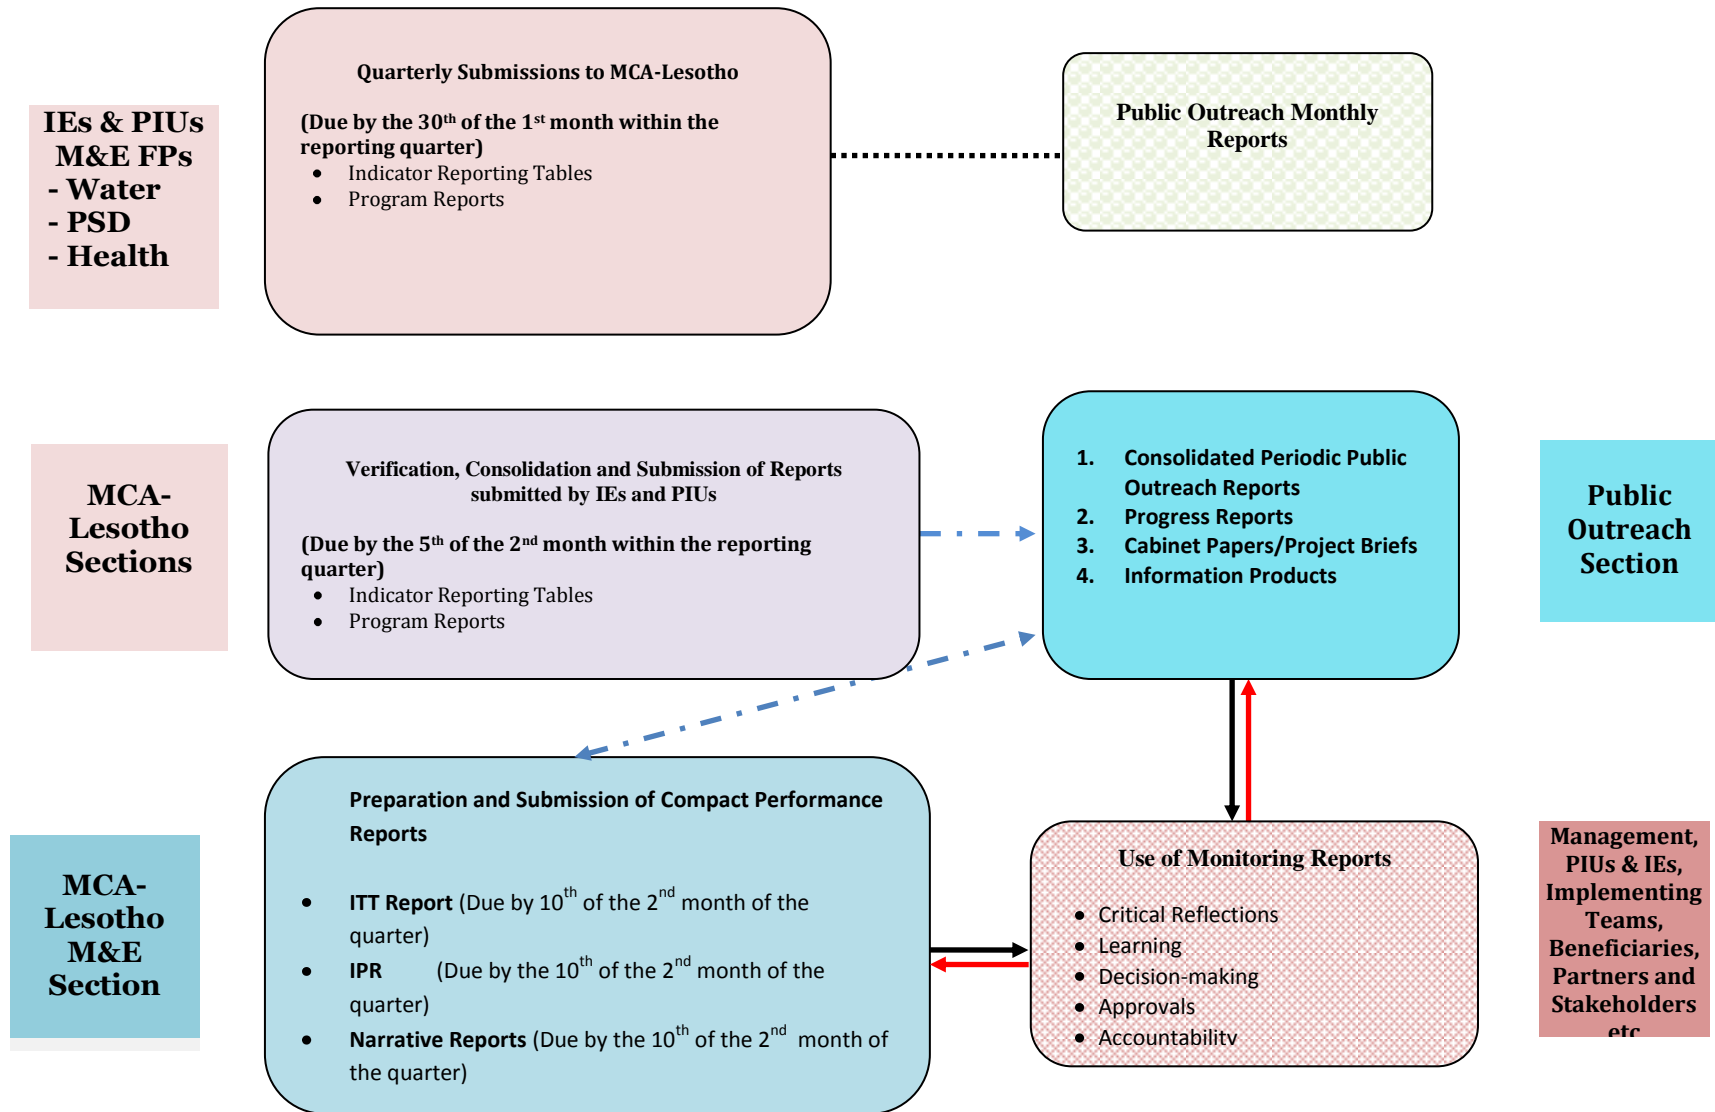 IEs & PIUs
M&E FPs
- Water
- PSD
- Health
Quarterly Submissions to MCA-Lesotho
(Due by the 30th of the 1st month within the
reporting quarter)
• Indicator Reporting Tables
• Program Reports
Public Outreach Monthly
Reports
MCA-
Lesotho
Sections
Verification, Consolidation and Submission of Reports
submitted by IEs and PIUs
(Due by the 5th of the 2nd month within the reporting
quarter)
• Indicator Reporting Tables
• Program Reports
1. Consolidated Periodic Public
Outreach Reports
2. Progress Reports
3. Cabinet Papers/Project Briefs
4. Information Products
Public
Outreach
Section
MCA-
Lesotho
M&E
Section
Preparation and Submission of Compact Performance
Reports
• ITT Report (Due by 10th of the 2nd month of the
quarter)
• IPR (Due by the 10th of the 2nd month of the
quarter)
• Narrative Reports (Due by the 10th of the 2nd month of
the quarter)
Use of Monitoring Reports
• Critical Reflections
• Learning
• Decision-making
• Approvals
• Accountability
Management,
PIUs & IEs,
Implementing
Teams,
Beneficiaries,
Partners and
Stakeholders
etc